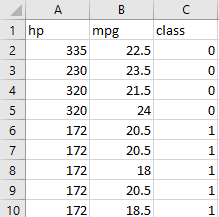 A B C
1 hp mpg class
2 335 22.5 0
3 230 23.5 0
4 320 21.5 0
5 320 24 0
6 172 20.5 1
7 172 20.5 1
8 172 18 1
9 172 20.5 1
10 172 18.5 1